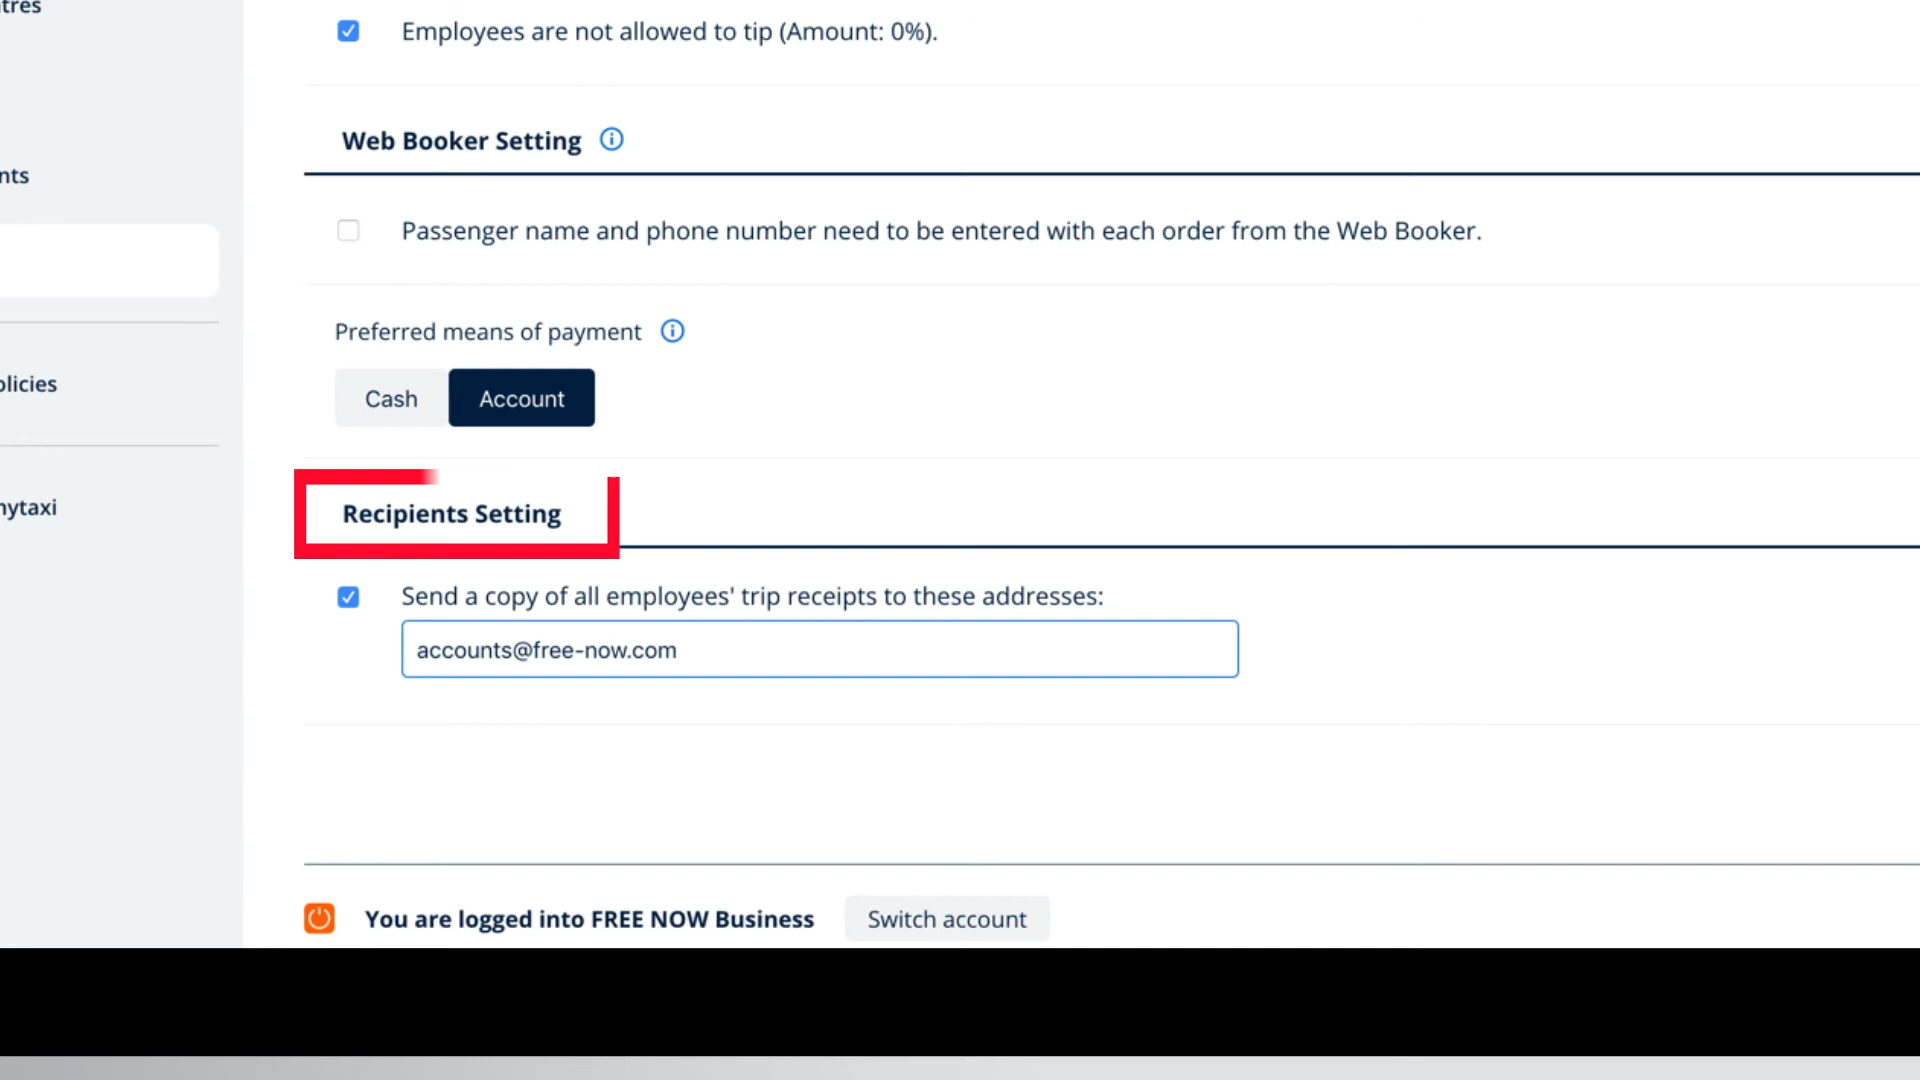 Employees are not allowed to tip (Amount: 0%).
Web Booker Setting
nts
Passenger name and phone number need to be entered with each order from the Web Booker.
Preferred means of payment
olicies
Cash
Account
mytaxi
Recipients Setting
Send a copy of all employees' trip receipts to these addresses:
accounts@free-now.com
You are logged into FREE NOW Business
Switch account